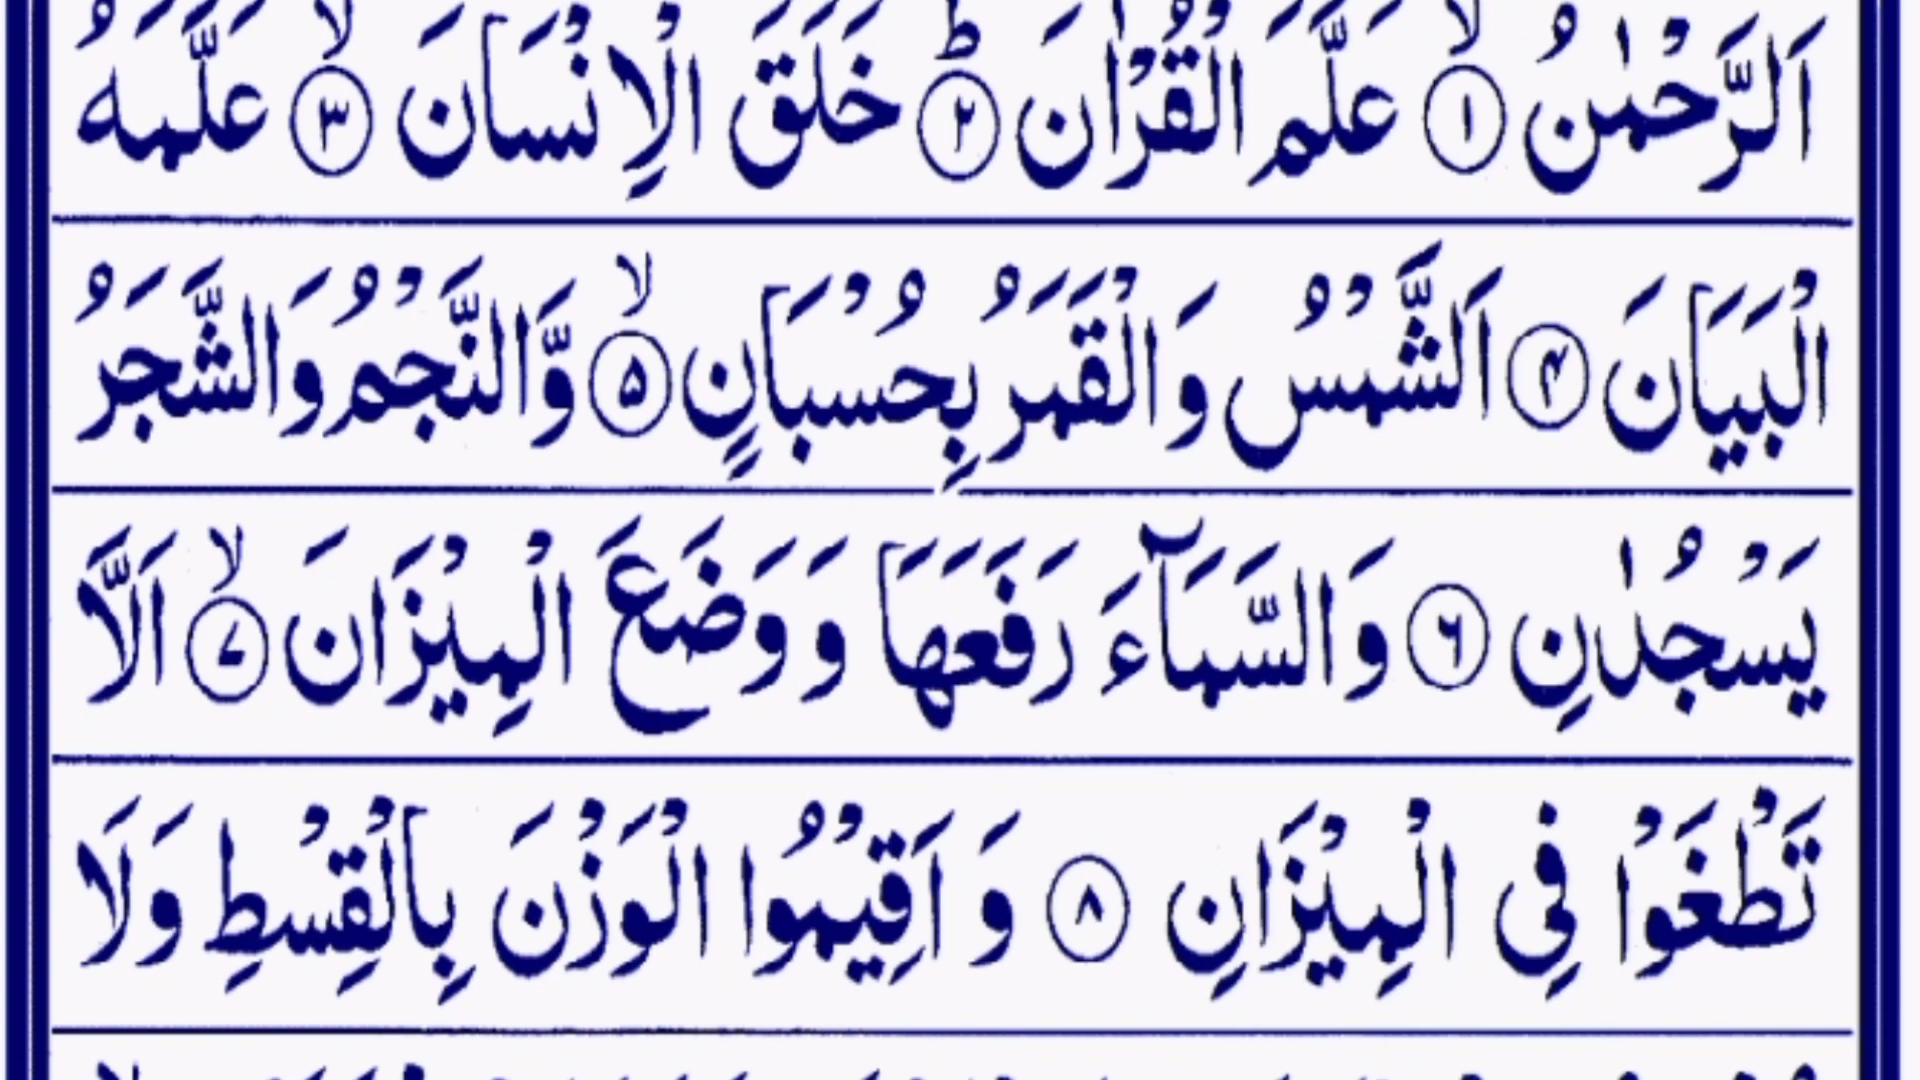 اَلرَّحْمٰنُ ۙ﴿۱﴾ عَلَّمَ الْقُرْاٰنَ ؕ﴿۲﴾ خَلَقَ الْاِنْسَانَ ۙ﴿۳﴾ عَلَّمَهُ
الْبَيَانَ ﴿۴﴾ اَلشَّمْسُ وَالْقَمَرُ بِحُسْبَانٍ ۙ﴿۵﴾ وَّالنَّجْمُ وَالشَّجَرُ
يَسْجُدٰنِ ﴿۶﴾ وَالسَّمَآءَ رَفَعَهَا وَوَضَعَ الْمِيْزَانَ ۙ﴿۷﴾ اَلَّا
تَطْغَوْا فِى الْمِيْزَانِ ﴿۸﴾ وَ اَقِيْمُوا الْوَزْنَ بِالْقِسْطِ وَلَا